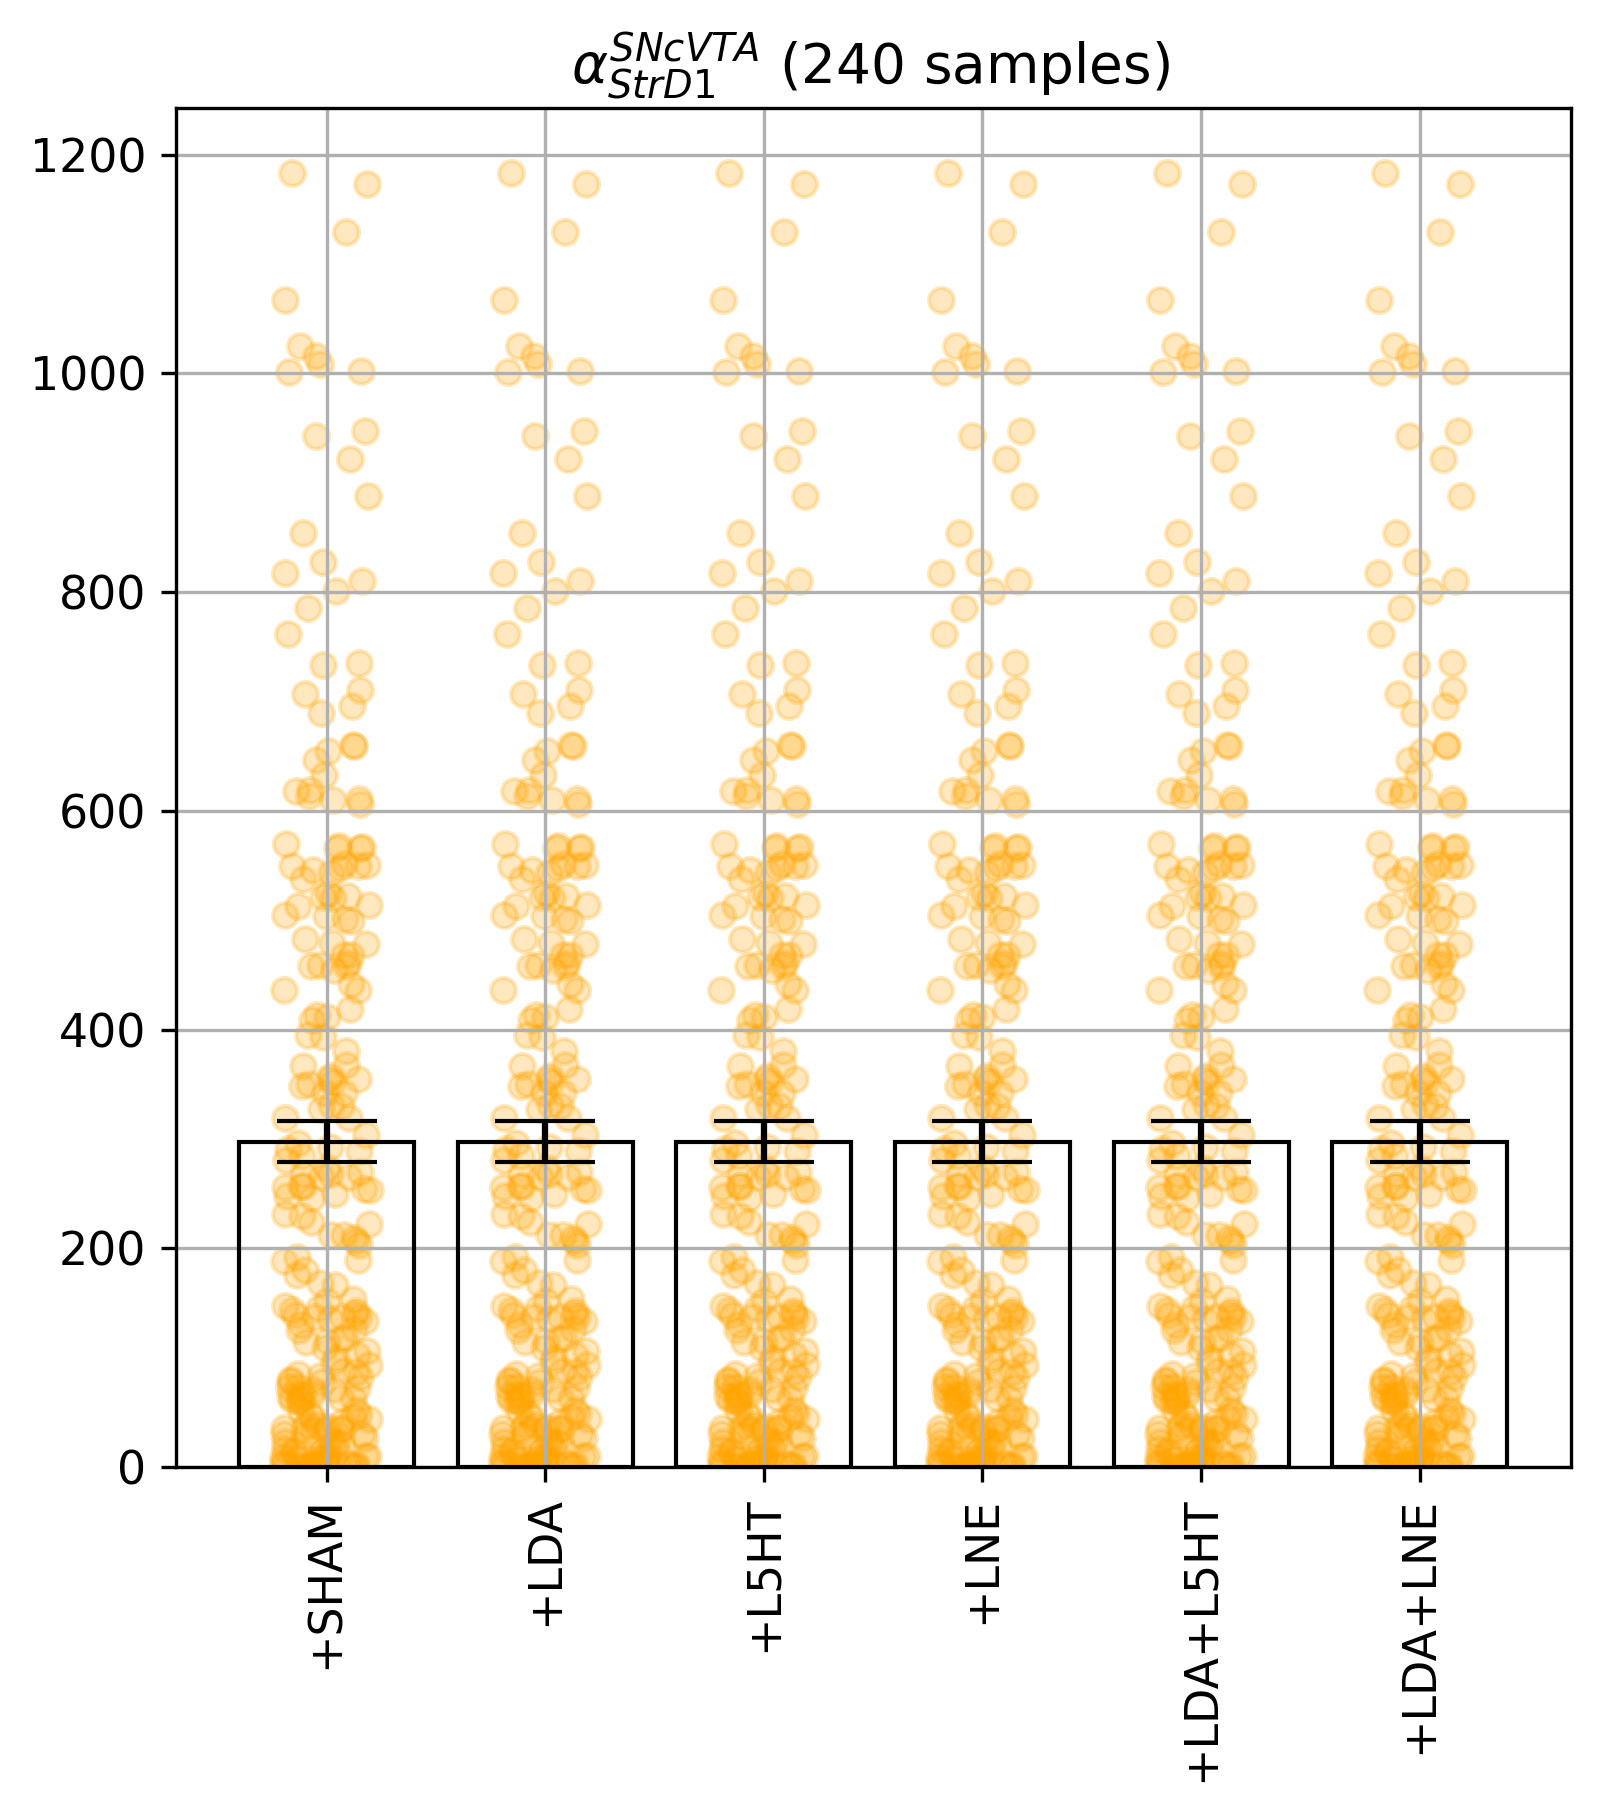 α^{SNcVTA}_{StrD1} (240 samples)
1200
1000
800
600
400
200
0
+SHAM
+LDA
+L5HT
+LNE
+LDA+L5HT
+LDA+LNE